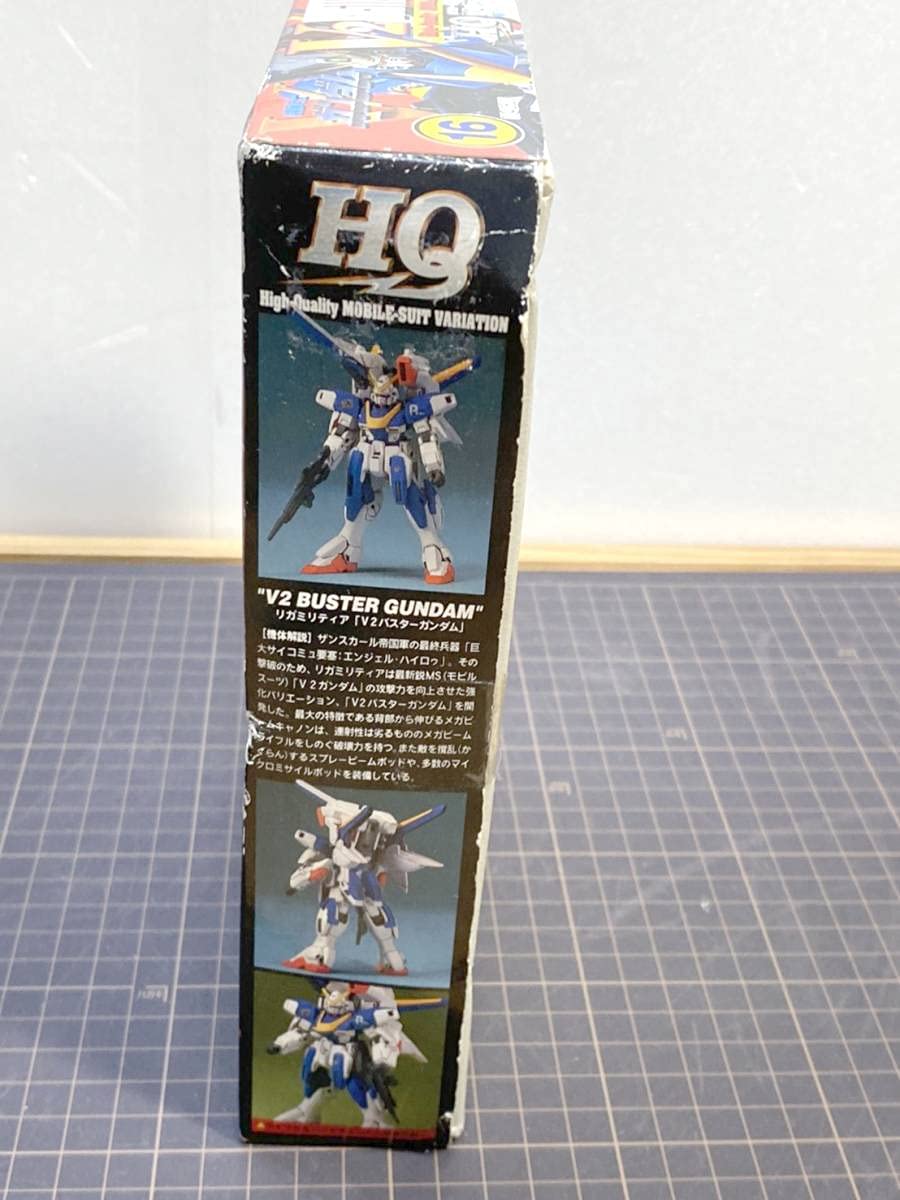 V2
16
HQ
High-Quality MOBILE-SUIT VARIATION
"V2 BUSTER GUNDAM"
リガミリティア「V2バスターガンダム」
[機体解説] ザンスカール帝国軍の最終兵器「巨
大サイコミュ要塞:エンジェル・ハイロゥ」。その
撃破のため、リガミリティアは最新鋭MS(モビル
スーツ)「V2ガンダム」の攻撃力を向上させた強
化バリエーション、「V2バスターガンダム」を開
発した。最大の特徴である背部から伸びるメガビ
ームキャノンは、連射性は劣るもののメガビーム
ライフルをしのぐ破壊力を持つ。また敵を撹乱(か
くらん)するスプレービームポッドや、多数のマイ
クロミサイルポッドを装備している。
ハガキ